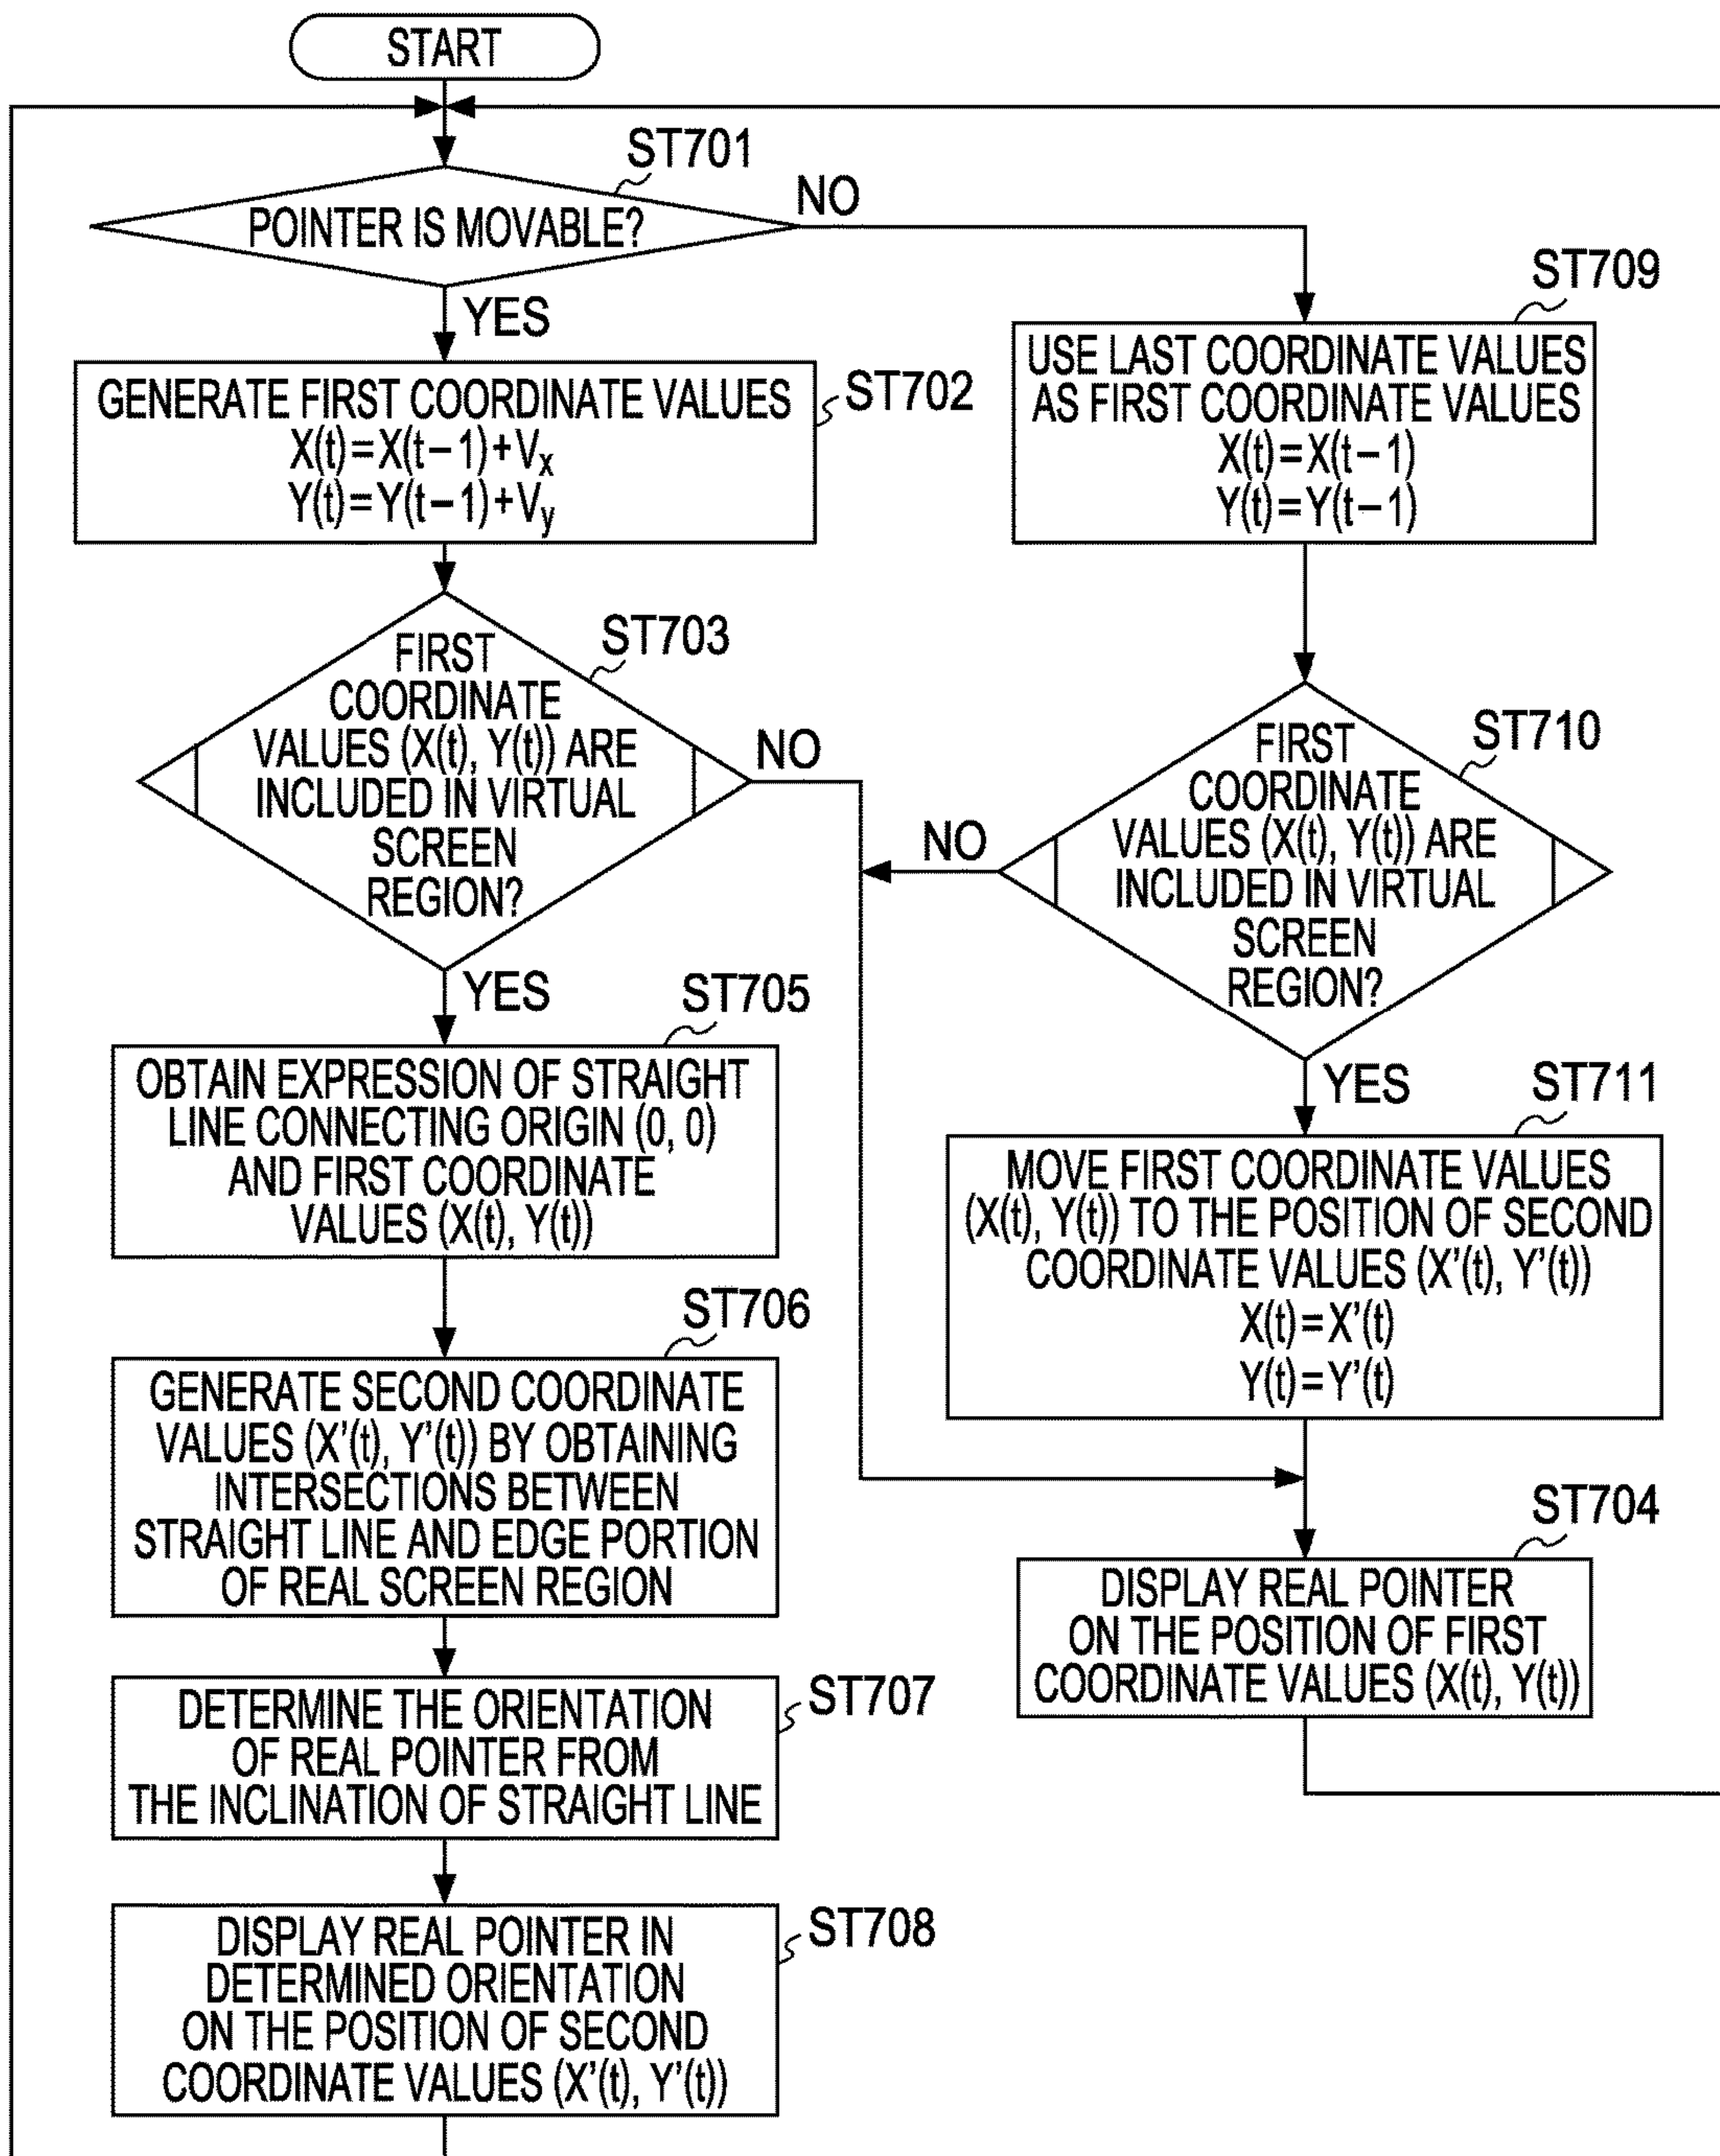 START
ST701
POINTER IS MOVABLE?
NO
YES
ST702
GENERATE FIRST COORDINATE VALUES
X(t)=X(t−1)+Vx
Y(t)=Y(t−1)+Vy
ST703
FIRST
COORDINATE
VALUES (X(t), Y(t)) ARE
INCLUDED IN VIRTUAL
SCREEN
REGION?
NO
YES
ST705
OBTAIN EXPRESSION OF STRAIGHT
LINE CONNECTING ORIGIN (0, 0)
AND FIRST COORDINATE
VALUES (X(t), Y(t))
ST706
GENERATE SECOND COORDINATE
VALUES (X'(t), Y'(t)) BY OBTAINING
INTERSECTIONS BETWEEN
STRAIGHT LINE AND EDGE PORTION
OF REAL SCREEN REGION
ST707
DETERMINE THE ORIENTATION
OF REAL POINTER FROM
THE INCLINATION OF STRAIGHT LINE
ST708
DISPLAY REAL POINTER IN
DETERMINED ORIENTATION
ON THE POSITION OF SECOND
COORDINATE VALUES (X'(t), Y'(t))
ST709
USE LAST COORDINATE VALUES
AS FIRST COORDINATE VALUES
X(t)=X(t−1)
Y(t)=Y(t−1)
ST710
FIRST
COORDINATE
VALUES (X(t), Y(t)) ARE
INCLUDED IN VIRTUAL
SCREEN
REGION?
NO
YES
ST711
MOVE FIRST COORDINATE VALUES
(X(t), Y(t)) TO THE POSITION OF SECOND
COORDINATE VALUES (X'(t), Y'(t))
X(t)=X'(t)
Y(t)=Y'(t)
ST704
DISPLAY REAL POINTER
ON THE POSITION OF FIRST
COORDINATE VALUES (X(t), Y(t))